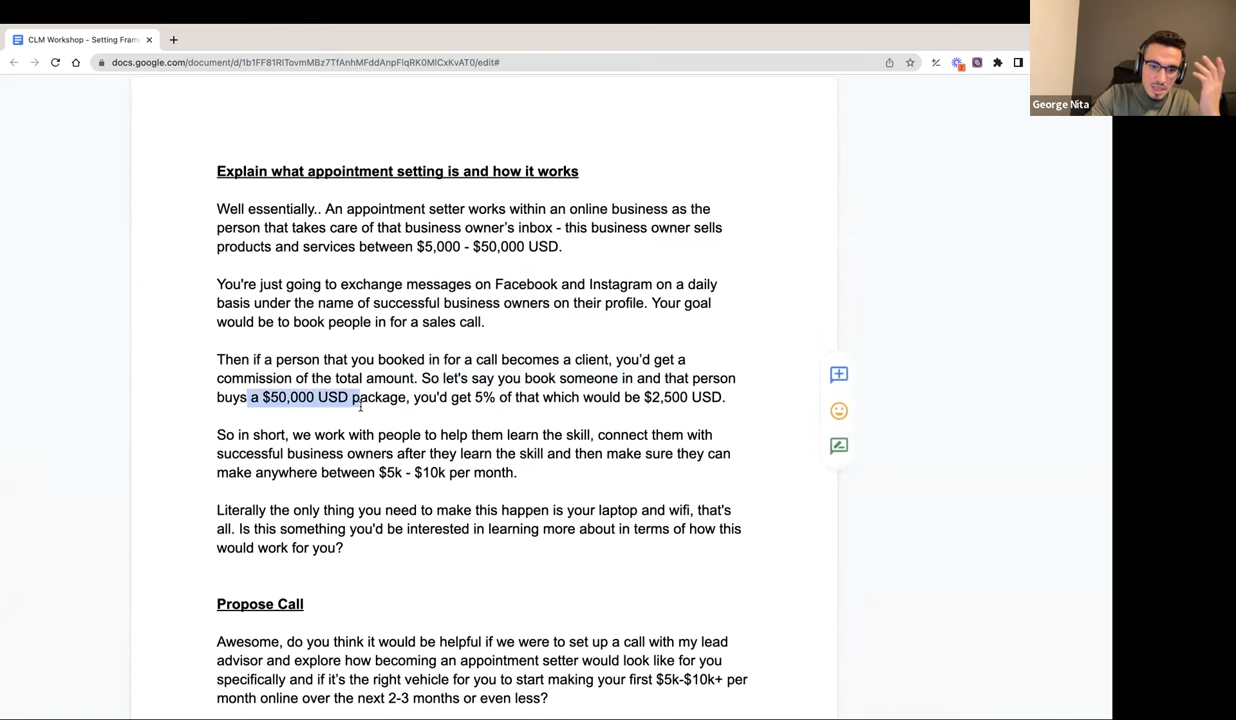 CLM Workshop - Setting Fram
docs.google.com/document/d/1b1FF81RlTovmMBz7TfAnhMFddAnpFlqRK0MlCxKvAT0/edit#
George Nita
Explain what appointment setting is and how it works
Well essentially.. An appointment setter works within an online business as the
person that takes care of that business owner's inbox - this business owner sells
products and services between $5,000 - $50,000 USD.
You're just going to exchange messages on Facebook and Instagram on a daily
basis under the name of successful business owners on their profile. Your goal
would be to book people in for a sales call.
Then if a person that you booked in for a call becomes a client, you'd get a
commission of the total amount. So let's say you book someone in and that person
buys a $50,000 USD package, you'd get 5% of that which would be $2,500 USD.
So in short, we work with people to help them learn the skill, connect them with
successful business owners after they learn the skill and then make sure they can
make anywhere between $5k - $10k per month.
Literally the only thing you need to make this happen is your laptop and wifi, that's
all. Is this something you'd be interested in learning more about in terms of how this
would work for you?
Propose Call
Awesome, do you think it would be helpful if we were to set up a call with my lead
advisor and explore how becoming an appointment setter would look like for you
specifically and if it's the right vehicle for you to start making your first $5k-$10k+ per
month online over the next 2-3 months or even less?